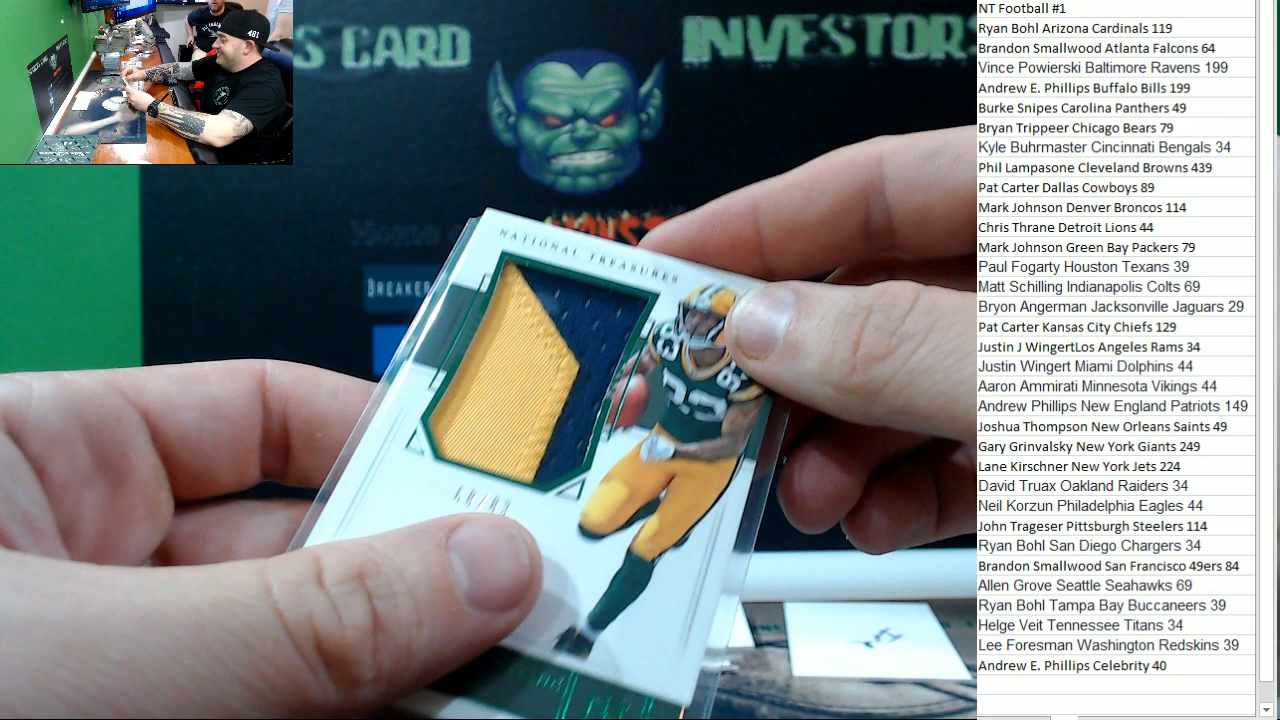 S CARD
INVESTORS
BREAKER
NATIONAL TREASURES
481
NT Football #1
Ryan Bohl Arizona Cardinals 119
Brandon Smallwood Atlanta Falcons 64
Vince Powierski Baltimore Ravens 199
Andrew E. Phillips Buffalo Bills 199
Burke Snipes Carolina Panthers 49
Bryan Trippeer Chicago Bears 79
Kyle Buhrmaster Cincinnati Bengals 34
Phil Lampasone Cleveland Browns 439
Pat Carter Dallas Cowboys 89
Mark Johnson Denver Broncos 114
Chris Thrane Detroit Lions 44
Mark Johnson Green Bay Packers 79
Paul Fogarty Houston Texans 39
Matt Schilling Indianapolis Colts 69
Bryon Angerman Jacksonville Jaguars 29
Pat Carter Kansas City Chiefs 129
Justin J WingertLos Angeles Rams 34
Justin Wingert Miami Dolphins 44
Aaron Ammirati Minnesota Vikings 44
Andrew Phillips New England Patriots 149
Joshua Thompson New Orleans Saints 49
Gary Grinvalsky New York Giants 249
Lane Kirschner New York Jets 224
David Truax Oakland Raiders 34
Neil Korzun Philadelphia Eagles 44
John Trageser Pittsburgh Steelers 114
Ryan Bohl San Diego Chargers 34
Brandon Smallwood San Francisco 49ers 84
Allen Grove Seattle Seahawks 69
Ryan Bohl Tampa Bay Buccaneers 39
Helge Veit Tennessee Titans 34
Lee Foresman Washington Redskins 39
Andrew E. Phillips Celebrity 40